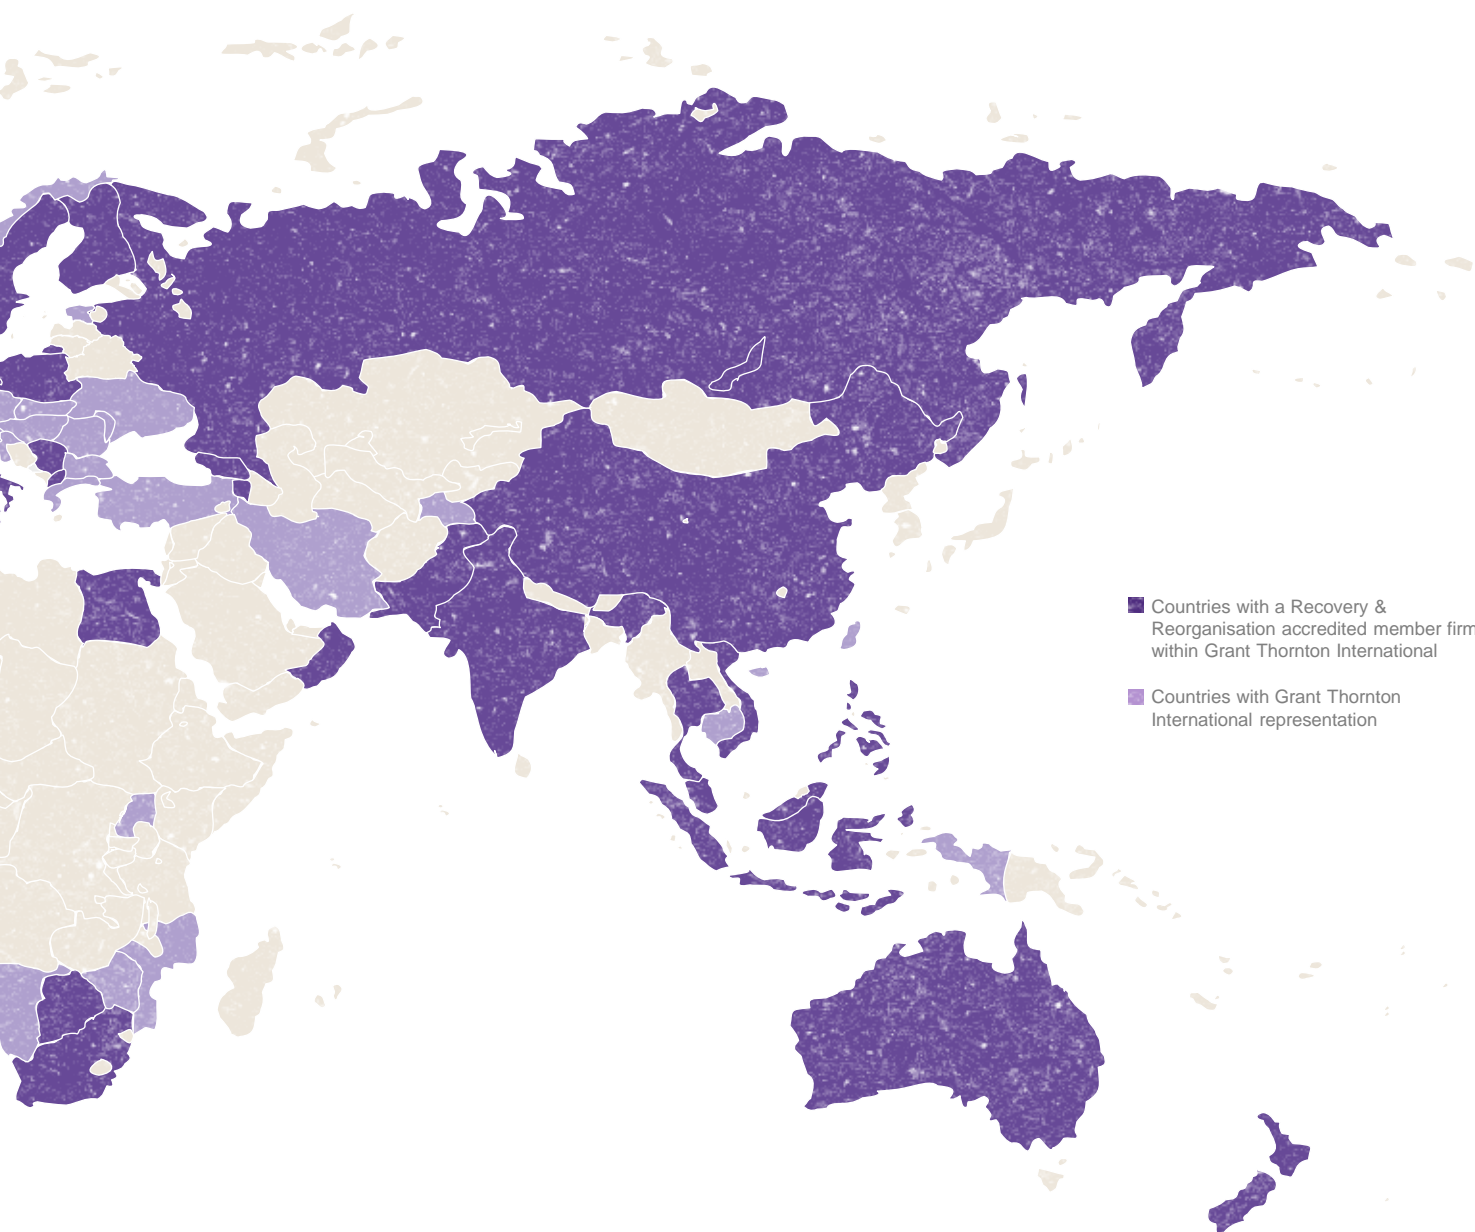 Countries with a Recovery &
Reorganisation accredited member firm
within Grant Thornton International
Countries with Grant Thornton
International representation